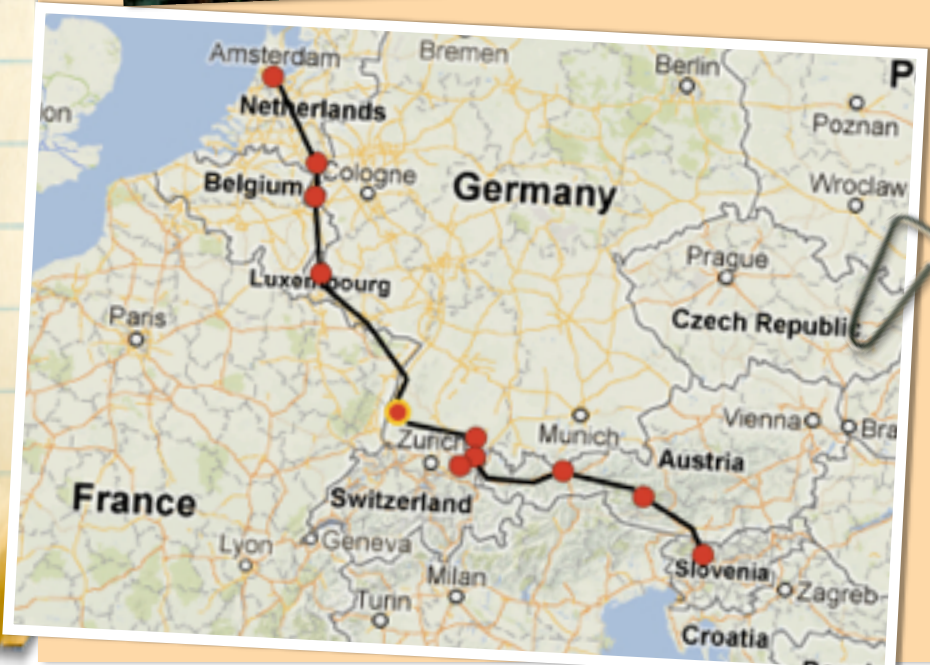 Amsterdam
Bremen
Berlin
P
Netherlands
on
Poznan
Cologne
Belgium
Germany
Wroclaw
Prague
Luxembourg
Paris
Czech Republic
Vienna
Bra
Zurich
Munich
Austria
Switzerland
France
Geneva
Lyon
Slovenia
Milan
Zagreb
Turin
Croatia